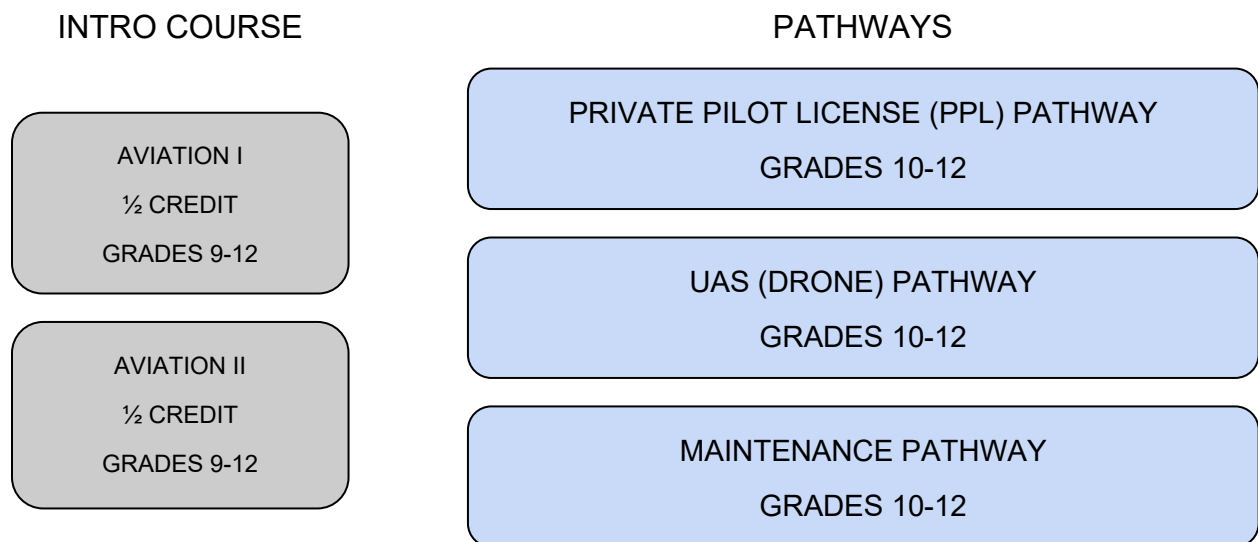 INTRO COURSE
AVIATION I
½ CREDIT
GRADES 9-12
AVIATION II
½ CREDIT
GRADES 9-12
PATHWAYS
PRIVATE PILOT LICENSE (PPL) PATHWAY
GRADES 10-12
UAS (DRONE) PATHWAY
GRADES 10-12
MAINTENANCE PATHWAY
GRADES 10-12